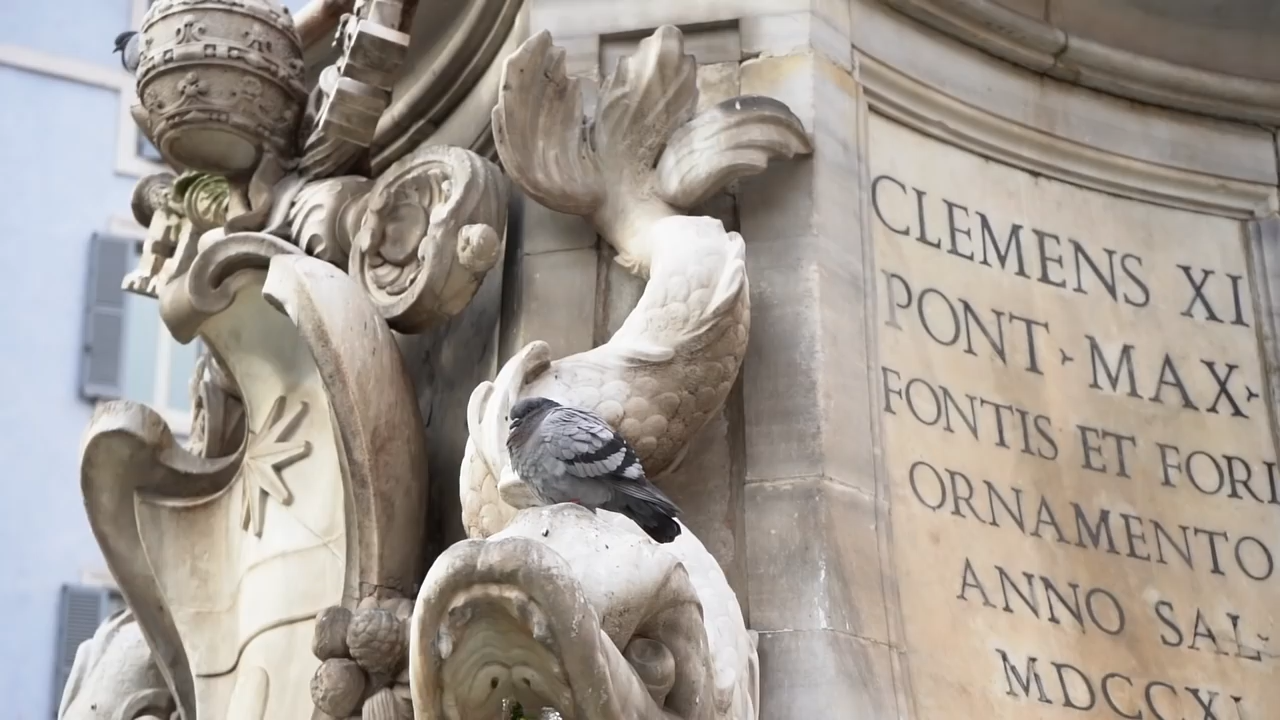 CLEMENS XI
PONT · MAX ·
FONTIS ET FORI
ORNAMENTO
ANNO SAL ·
MDCCXI